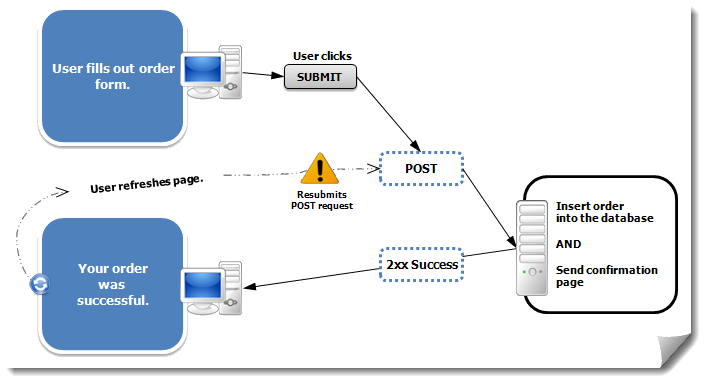 User fills out order
form.
User clicks
SUBMIT
POST
User refreshes page.
Resubmits
POST request
Insert order
into the database
AND
Send confirmation
page
2xx Success
Your order
was
successful.